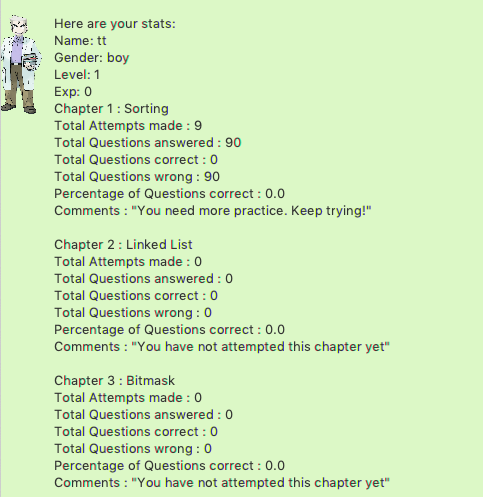 Here are your stats:
Name: tt
Gender: boy
Level: 1
Exp: 0
Chapter 1 : Sorting
Total Attempts made : 9
Total Questions answered : 90
Total Questions correct : 0
Total Questions wrong : 90
Percentage of Questions correct : 0.0
Comments : "You need more practice. Keep trying!"
Chapter 2 : Linked List
Total Attempts made : 0
Total Questions answered : 0
Total Questions correct : 0
Total Questions wrong : 0
Percentage of Questions correct : 0.0
Comments : "You have not attempted this chapter yet"
Chapter 3 : Bitmask
Total Attempts made : 0
Total Questions answered : 0
Total Questions correct : 0
Total Questions wrong : 0
Percentage of Questions correct : 0.0
Comments : "You have not attempted this chapter yet"